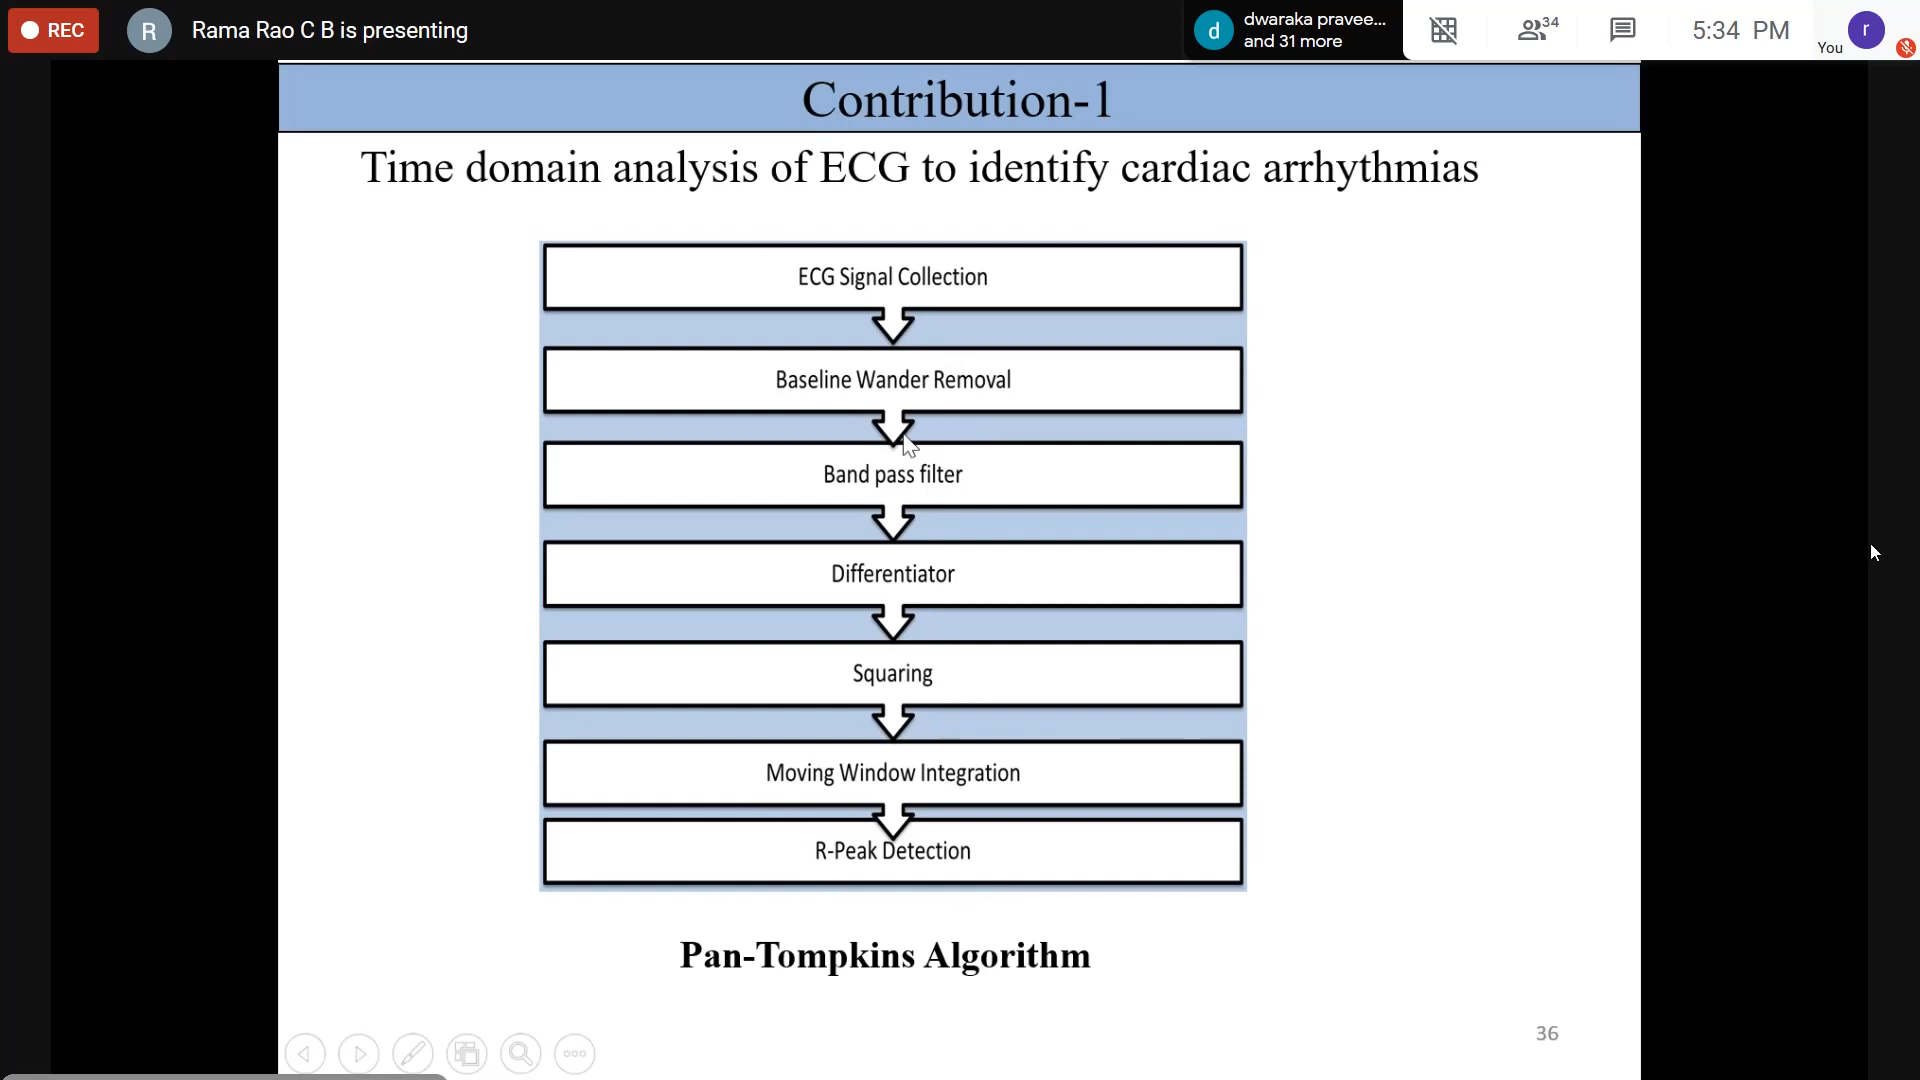 REC
R
Rama Rao C B is presenting
d
dwaraka pravee...
and 31 more
34
5:34 PM
You
r
Contribution-1
Time domain analysis of ECG to identify cardiac arrhythmias
ECG Signal Collection
Baseline Wander Removal
Band pass filter
Differentiator
Squaring
Moving Window Integration
R-Peak Detection
Pan-Tompkins Algorithm
36